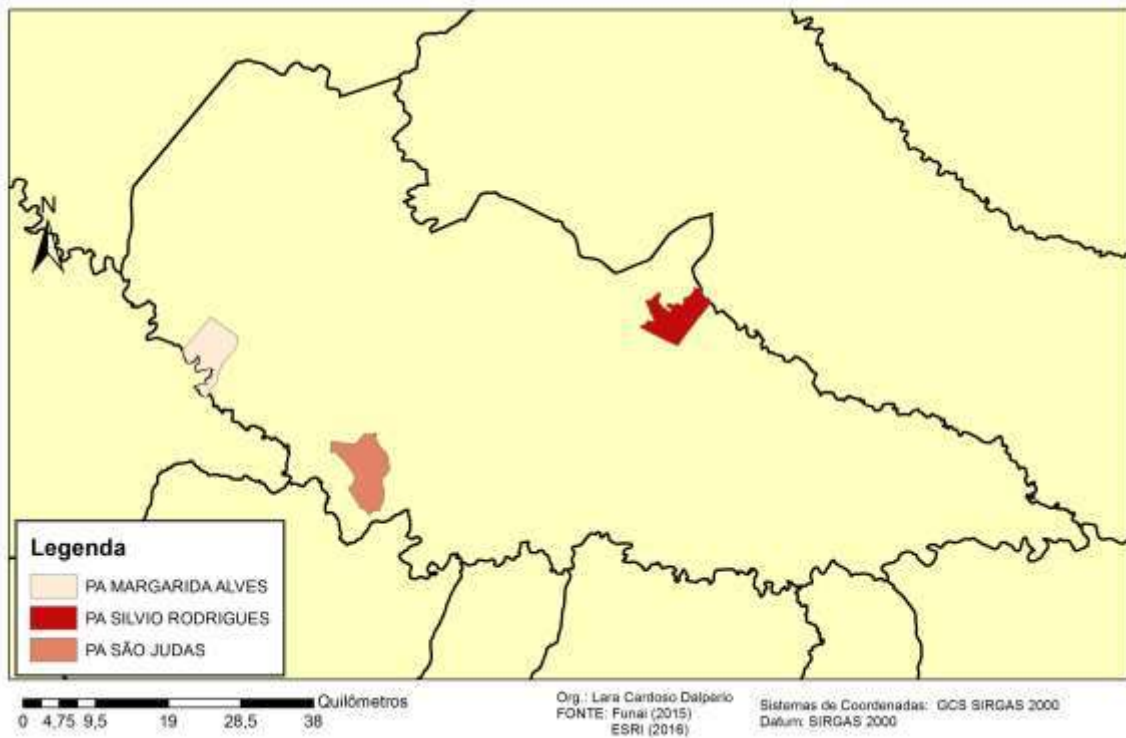 N
Legenda
PA MARGARIDA ALVES
PA SILVIO RODRIGUES
PA SÃO JUDAS
Quilômetros
0 4,75 9,5 19 28,5 38
Org.: Lara Cardoso Dalperio
FONTE: Funai (2015)
ESRI (2016)
Sistemas de Coordenadas: GCS SIRGAS 2000
Datum: SIRGAS 2000